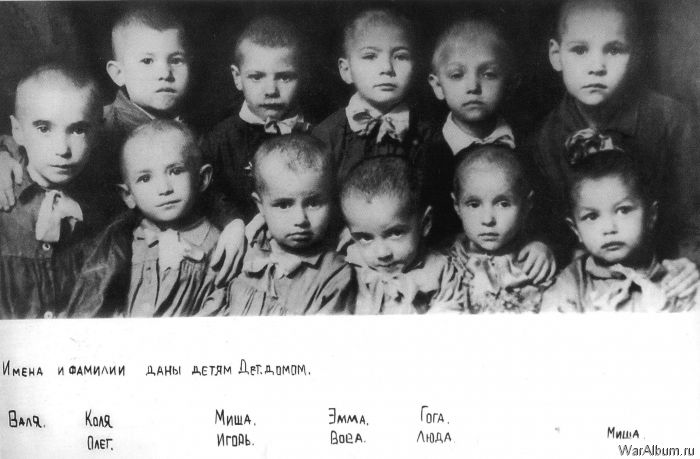 Имена и фамилии даны детям Дет.домом.
Валя. Коля Миша. Эмма. Гога.
Олег. Игорь. Вова. Люда Миша.
WarAlbum.ru